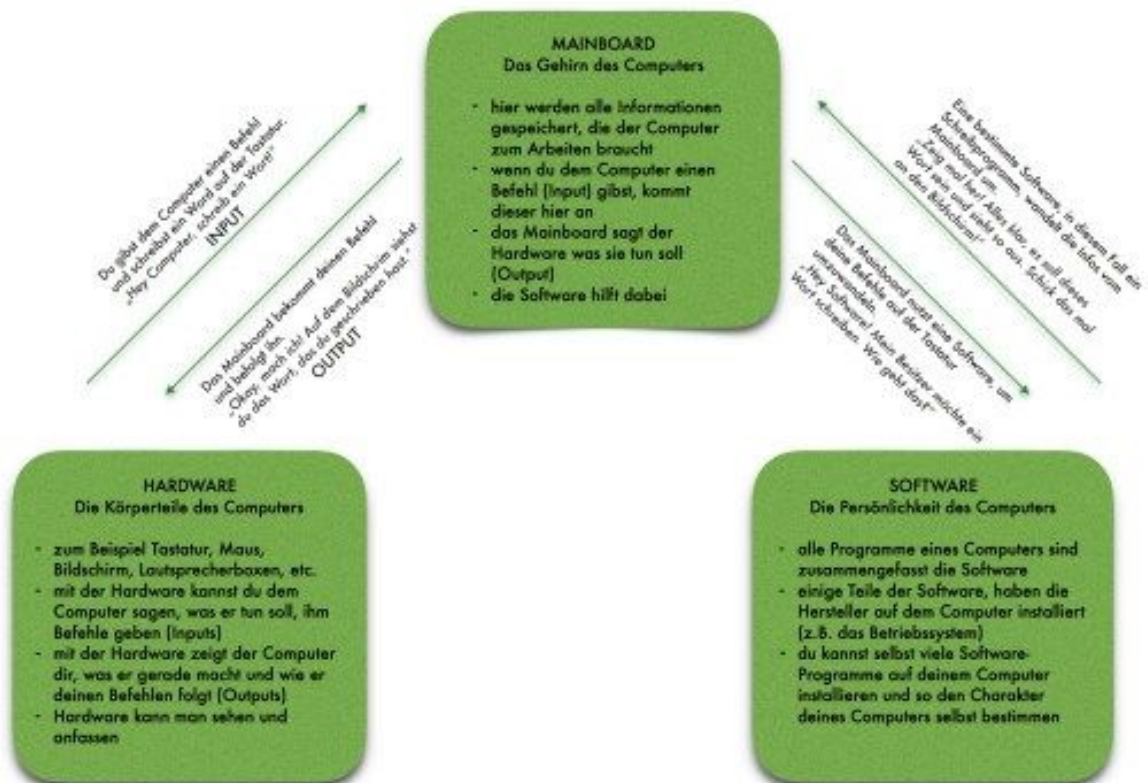 MAINBOARD
Das Gehirn des Computers
- hier werden alle Informationen
gespeichert, die der Computer
zum Arbeiten braucht
- wenn du dem Computer einen
Befehl (Input) gibst, kommt
dieser hier an
- das Mainboard sagt der
Hardware was sie tun soll
(Output)
- die Software hilft dabei
Du gibst dem Computer einen Befehl
und schreibst ein Word auf der Tastatur.
„Hey Computer, schreib ein Wort!"
INPUT
Das Mainboard bekommt deinen Befehl
und befolgt ihn.
„Okay, mach ich! Auf dem Bildschirm siehst
du das Wort, das du geschrieben hast."
OUTPUT
Eine bestimmte Software, in diesem Fall ein
Schreibprogramm, wandelt die Infos vom
Mainboard um.
„Zeig mal her! Alles klar, es soll dieses
Wort sein und sieht so aus. Schick das mal
an den Bildschirm!"
Das Mainboard nutzt eine Software, um
deine Befehle auf der Tastatur
umzuwandeln.
„Hey Software! Mein Besitzer möchte ein
Wort schreiben. Wie geht das?"
HARDWARE
Die Körperteile des Computers
- zum Beispiel Tastatur, Maus,
Bildschirm, Lautsprecherboxen, etc.
- mit der Hardware kannst du dem
Computer sagen, was er tun soll, ihm
Befehle geben (Inputs)
- mit der Hardware zeigt der Computer
dir, was er gerade macht und wie er
deinen Befehlen folgt (Outputs)
- Hardware kann man sehen und
anfassen
SOFTWARE
Die Persönlichkeit des Computers
- alle Programme eines Computers sind
zusammengefasst die Software
- einige Teile der Software, haben die
Hersteller auf dem Computer installiert
(z.B. das Betriebssystem)
- du kannst selbst viele Software-
Programme auf deinem Computer
installieren und so den Charakter
deines Computers selbst bestimmen